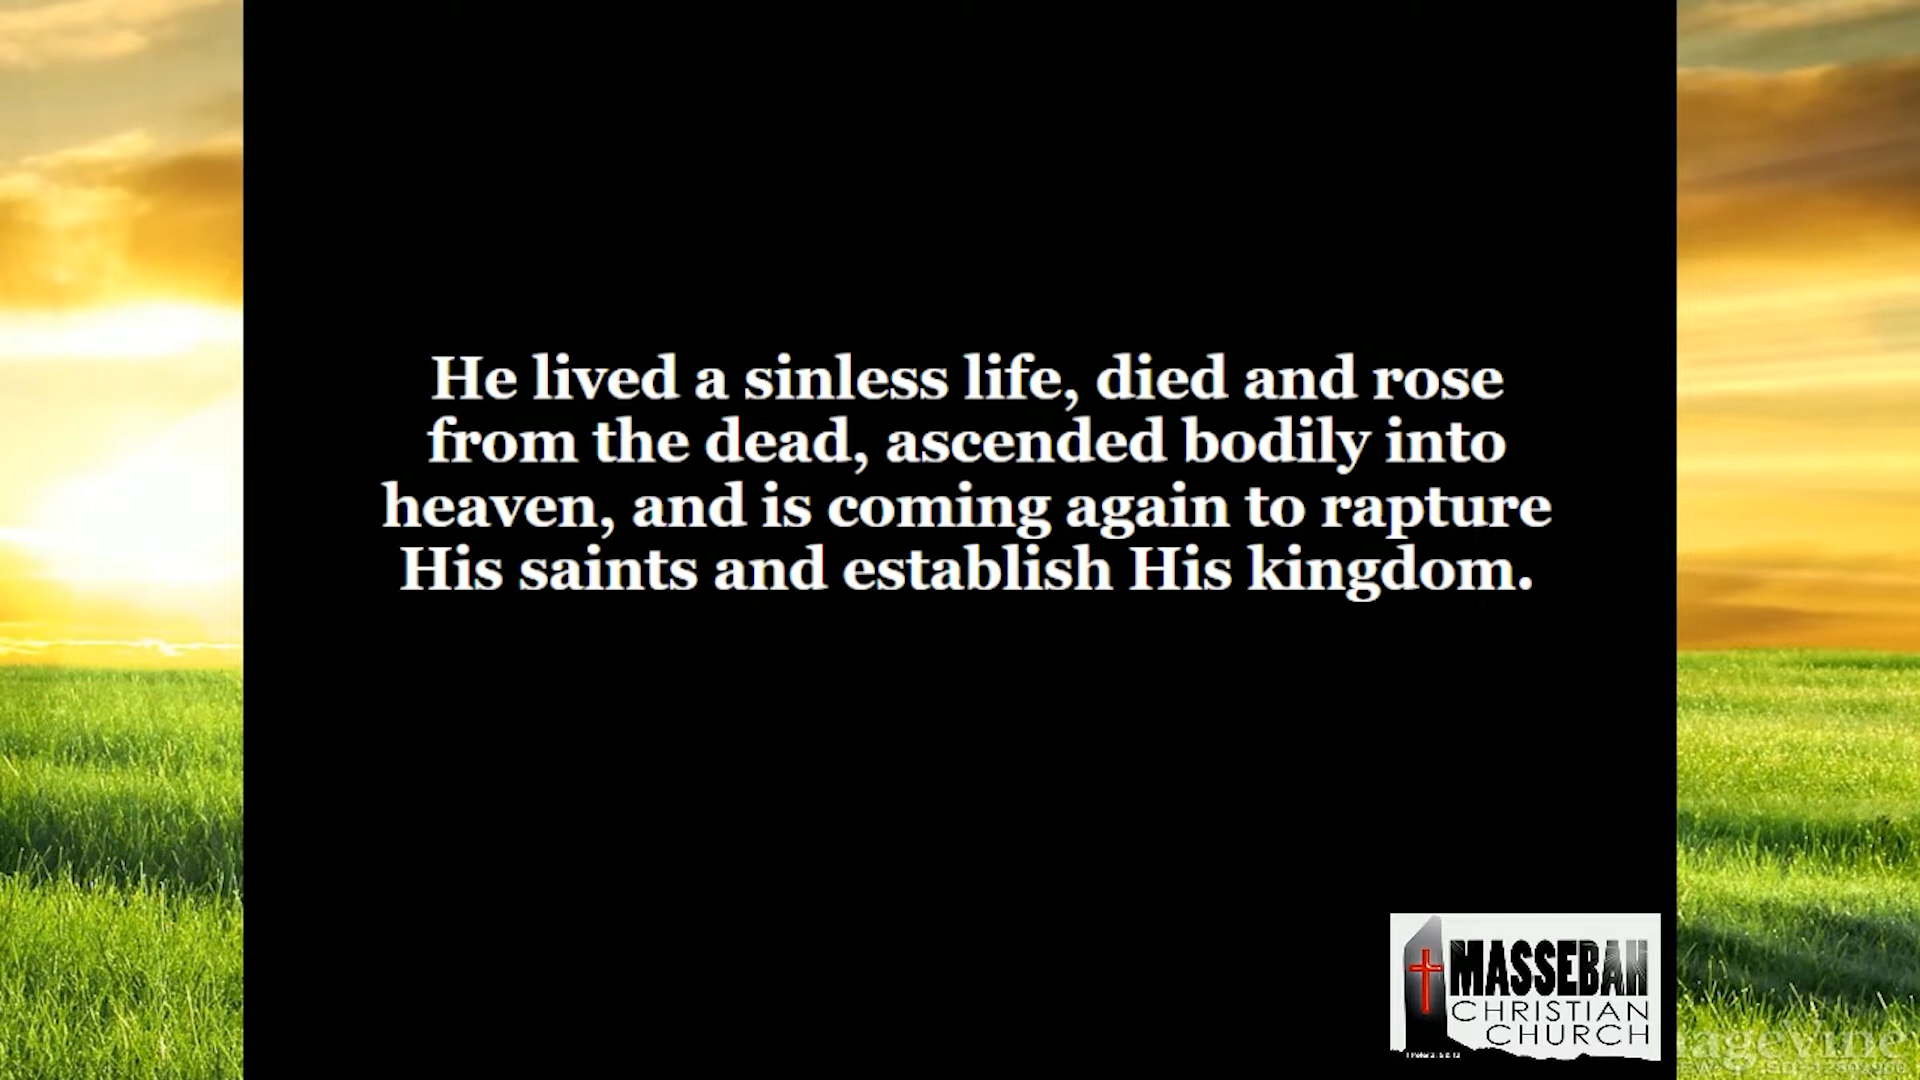 He lived a sinless life, died and rose
from the dead, ascended bodily into
heaven, and is coming again to rapture
His saints and establish His kingdom.
MASSEBAH
CHRISTIAN
CHURCH